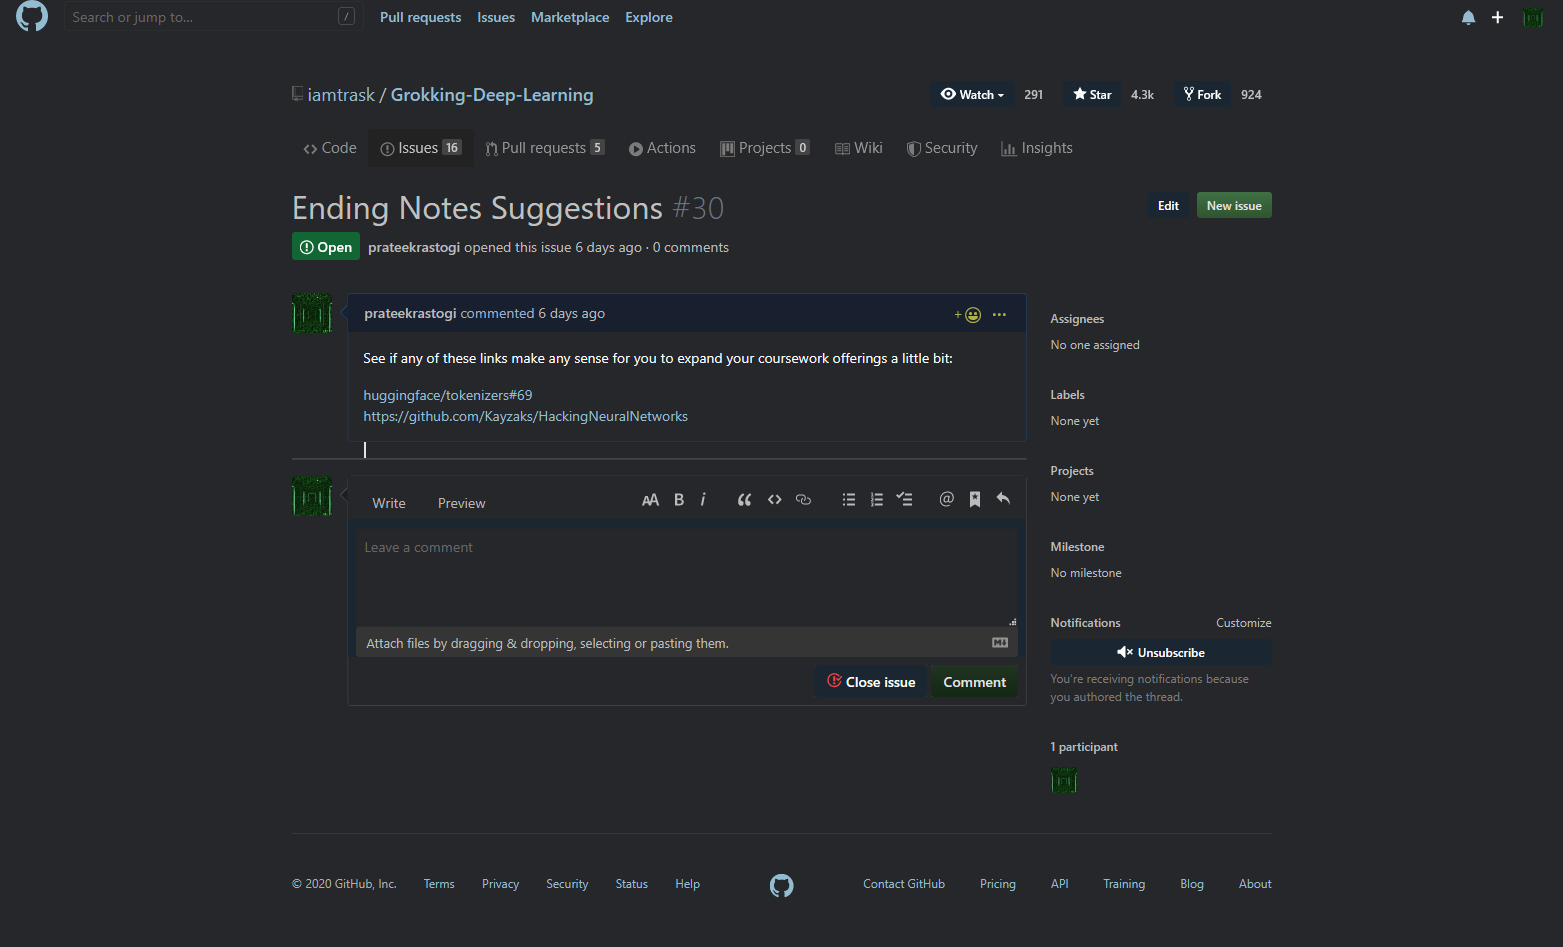 Search or jump to... /
Pull requests Issues Marketplace Explore
iamtrask / Grokking-Deep-Learning
Watch 291 Star 4.3k Fork 924
Code Issues 16 Pull requests 5 Actions Projects 0 Wiki Security Insights
Ending Notes Suggestions #30
Edit New issue
Open prateekrastogi opened this issue 6 days ago · 0 comments
prateekrastogi commented 6 days ago
See if any of these links make any sense for you to expand your coursework offerings a little bit:
huggingface/tokenizers#69
https://github.com/Kayzaks/HackingNeuralNetworks
Write Preview AA B i @
Leave a comment
Attach files by dragging & dropping, selecting or pasting them.
Close issue Comment
Assignees
No one assigned
Labels
None yet
Projects
None yet
Milestone
No milestone
Notifications Customize
Unsubscribe
You're receiving notifications because
you authored the thread.
1 participant
© 2020 GitHub, Inc. Terms Privacy Security Status Help Contact GitHub Pricing API Training Blog About